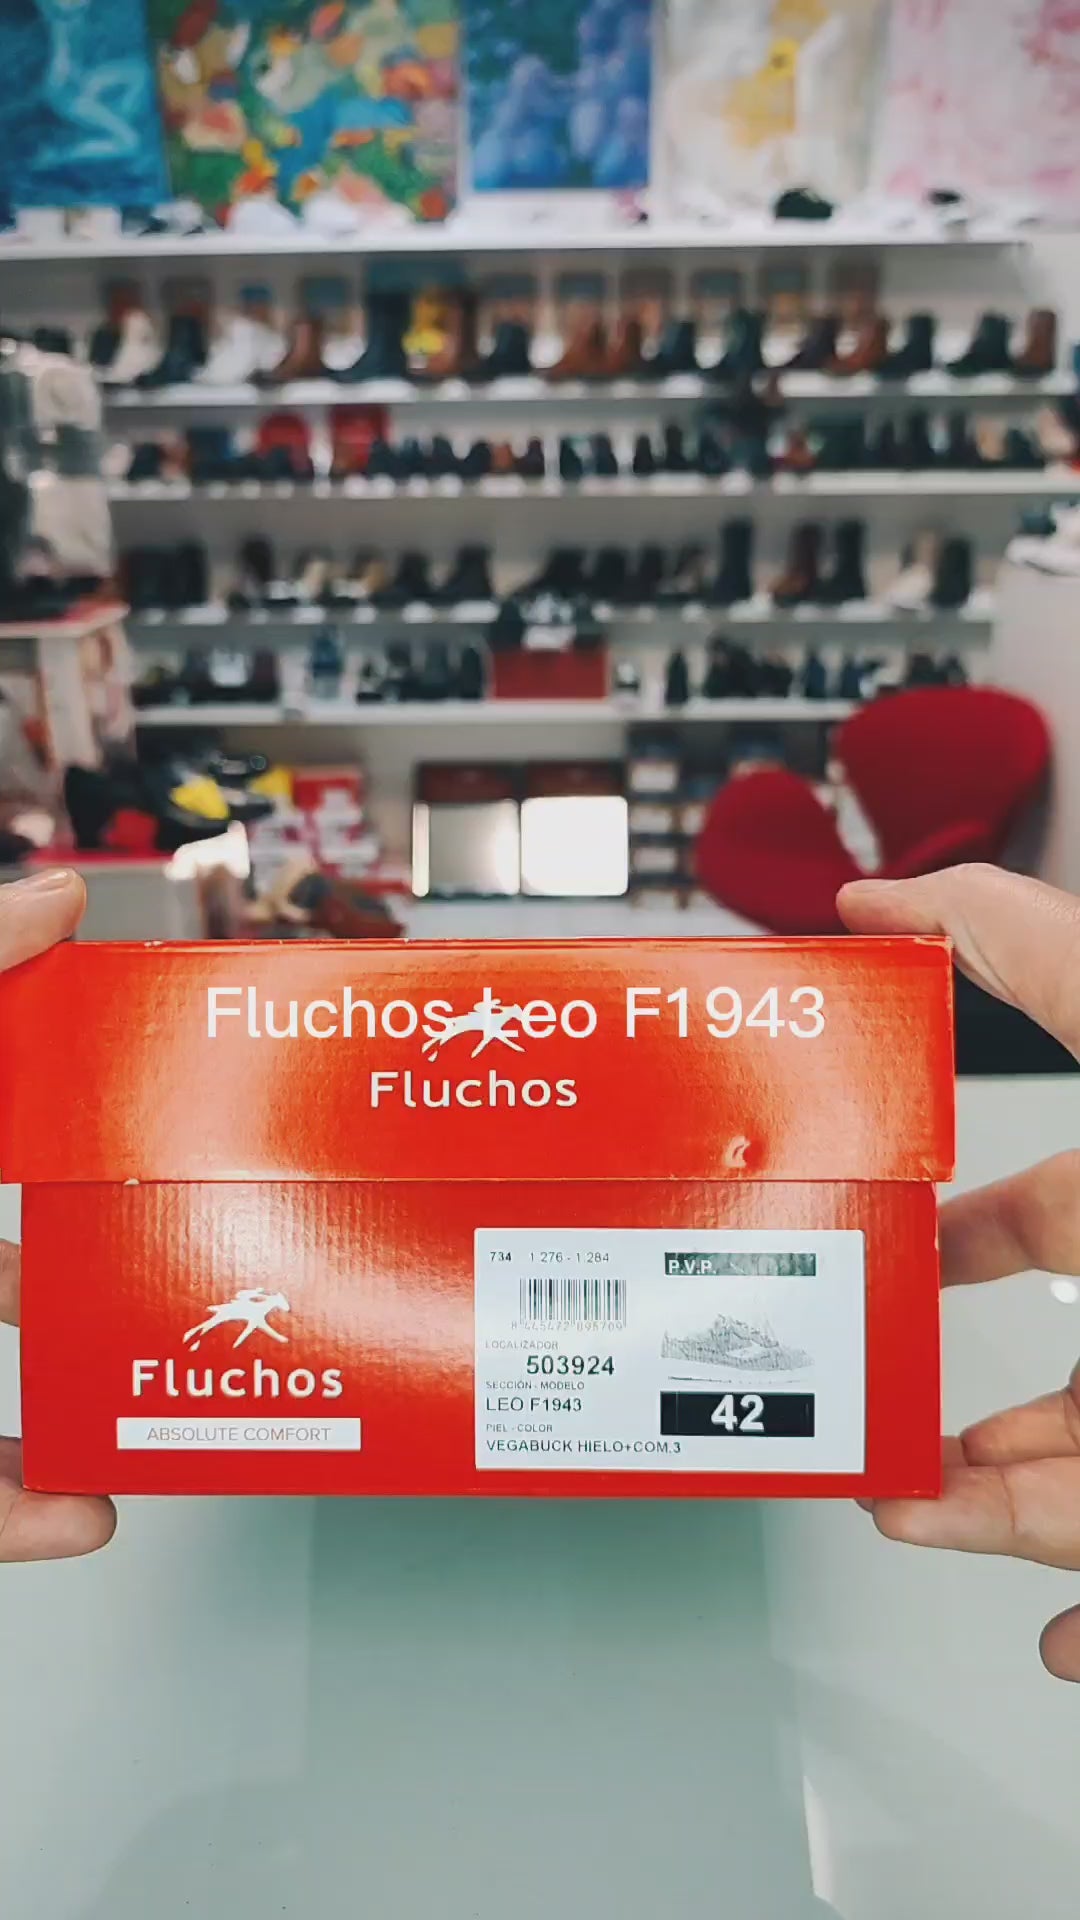 Fluchos Leo F1943
Fluchos
734 1 276 - 1 284
P.V.P.
LOCALIZADOR
503924
SECCIÓN - MODELO
LEO F1943
42
PIEL - COLOR
VEGABUCK HIELO+COM.3
Fluchos
ABSOLUTE COMFORT